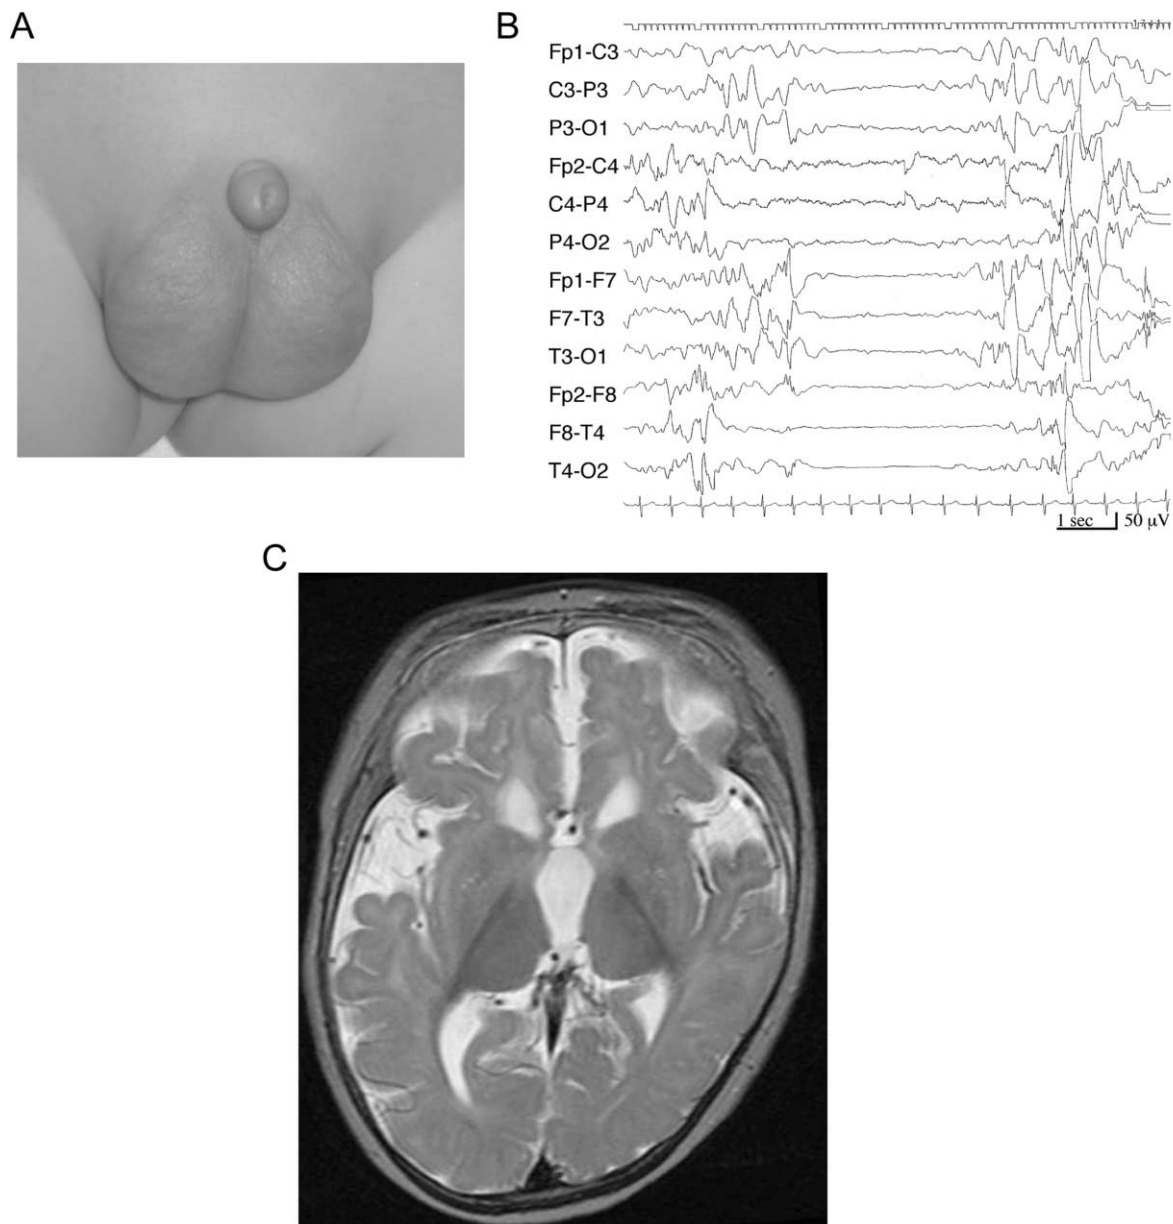 A
B
Fp1-C3
C3-P3
P3-O1
Fp2-C4
C4-P4
P4-O2
Fp1-F7
F7-T3
T3-O1
Fp2-F8
F8-T4
T4-O2
1 sec 50 μV
C